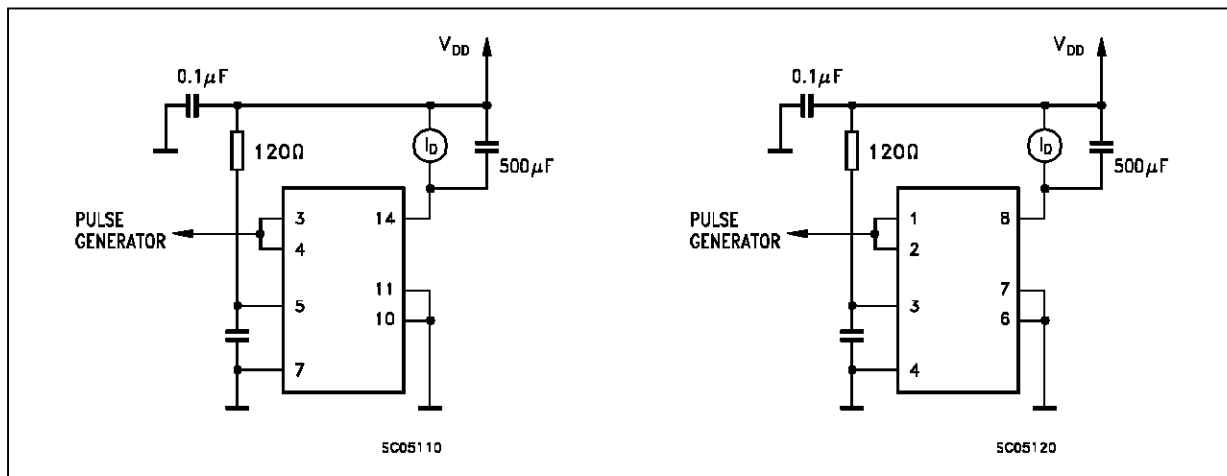 V_DD
0.1μF
120Ω
I_D
500μF
PULSE
GENERATOR
3
4
5
7
14
11
10
SC05110
V_DD
0.1μF
120Ω
I_D
500μF
PULSE
GENERATOR
1
2
3
4
8
7
6
SC05120